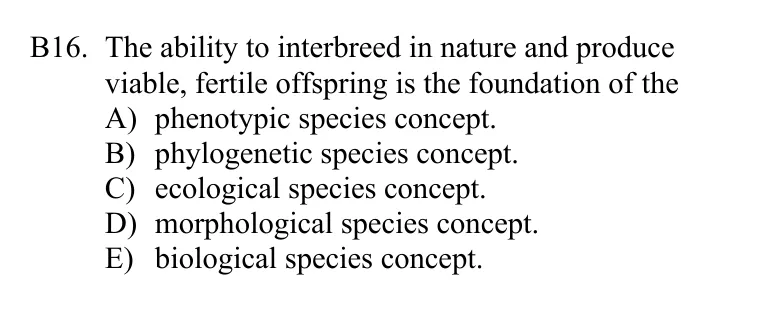 B16. The ability to interbreed in nature and produce
viable, fertile offspring is the foundation of the
A) phenotypic species concept.
B) phylogenetic species concept.
C) ecological species concept.
D) morphological species concept.
E) biological species concept.